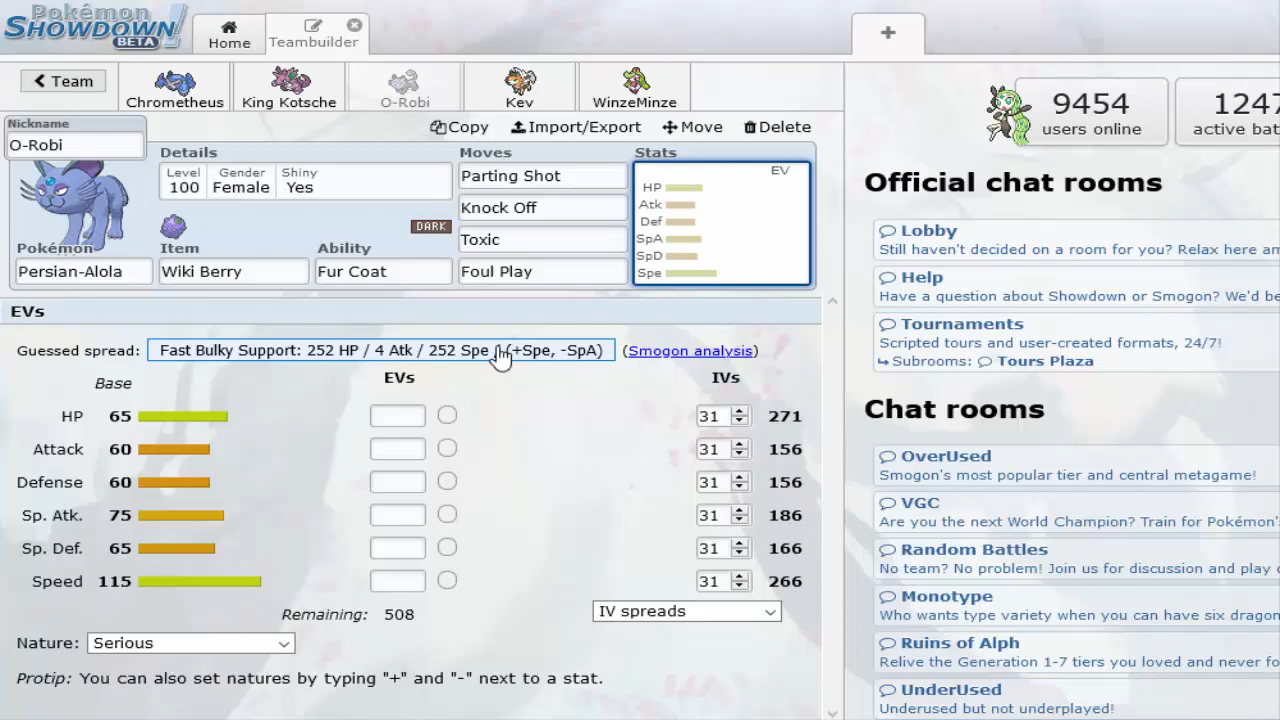 Pokémon
SHOWDOWN!
BETA
Home
Teambuilder
+
Team
Chrometheus
King Kotsche
O-Robi
Kev
WinzeMinze
9454
users online
1247
active bat
Nickname
O-Robi
Copy
Import/Export
Move
Delete
Details
Level
100
Gender
Female
Shiny
Yes
DARK
Pokémon
Persian-Alola
Item
Wiki Berry
Ability
Fur Coat
Moves
Parting Shot
Knock Off
Toxic
Foul Play
Stats
EV
HP
Atk
Def
SpA
SpD
Spe
EVs
Guessed spread: Fast Bulky Support: 252 HP / 4 Atk / 252 Spe (+Spe, -SpA) (Smogon analysis)
Base EVs IVs
HP 65 31 271
Attack 60 31 156
Defense 60 31 156
Sp. Atk. 75 31 186
Sp. Def. 65 31 166
Speed 115 31 266
Remaining: 508
IV spreads
Nature: Serious
Protip: You can also set natures by typing "+" and "-" next to a stat.
Official chat rooms
Lobby
Still haven't decided on a room for you? Relax here am
Help
Have a question about Showdown or Smogon? We'd be
Tournaments
Scripted tours and user-created formats, 24/7!
Subrooms: Tours Plaza
Chat rooms
OverUsed
Smogon's most popular tier and central metagame!
VGC
Are you the next World Champion? Train for Pokémon'
Random Battles
No team? No problem! Join us for discussion and play o
Monotype
Who wants type variety when you can have six dragon
Ruins of Alph
Relive the Generation 1-7 tiers you loved and never fo
UnderUsed
Underused but not underplayed!